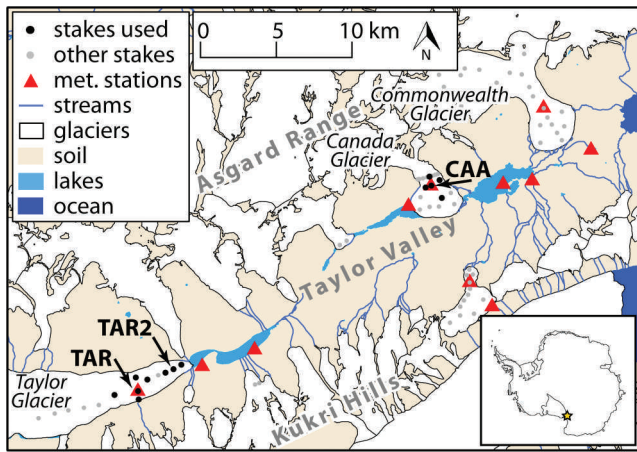 stakes used
other stakes
met. stations
streams
glaciers
soil
lakes
ocean
0 5 10 km
N
Commonwealth
Glacier
Asgard Range
Canada
Glacier
CAA
Taylor Valley
TAR2
TAR
Taylor
Glacier
Kukri Hills